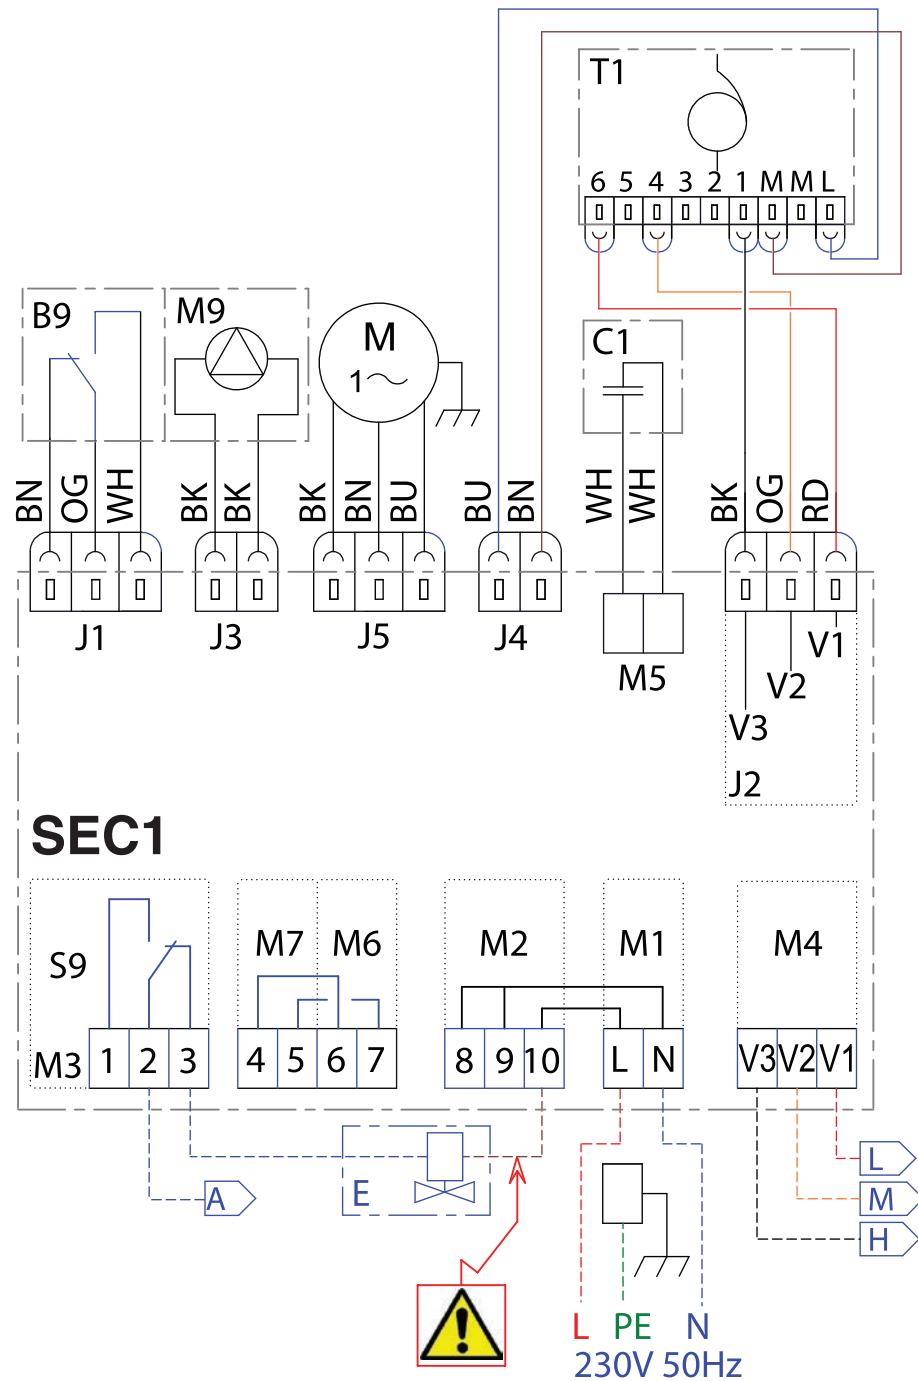 T1
6 5 4 3 2 1 M M L
B9
M9
M
1~
C1
BN OG WH
BK BK
BK BN BU
BU BN
WH WH
BK OG RD
J1
J3
J5
J4
M5
V1
V2
V3
J2
SEC1
S9
M7
M6
M2
M1
M4
M3
1 2 3
4 5 6 7
8 9 10
L N
V3 V2 V1
A
E
L
M
H
L PE N
230V 50Hz